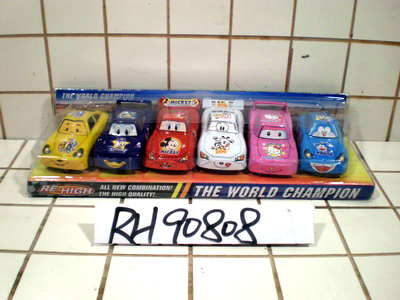 THE WORLD CHAMPION
MICKEY
RE-HIGH
ALL NEW COMBINATION!
THE HIGH QUALITY!
THE WORLD CHAMPION
RH90808